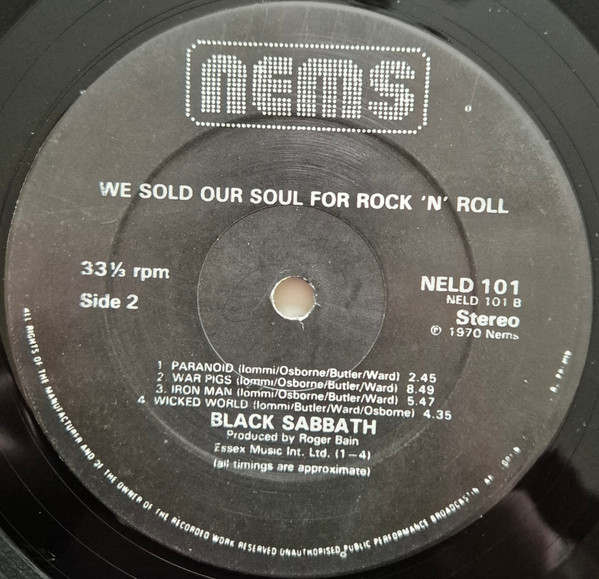 nems
WE SOLD OUR SOUL FOR ROCK 'N' ROLL
33⅓ rpm
Side 2
NELD 101
NELD 101 B
Stereo
℗ 1970 Nems
1 PARANOID (Iommi/Osborne/Butler/Ward) 2.45
2. WAR PIGS (Iommi/Osborne/Butler/Ward) 8.49
3. IRON MAN (Iommi/Osborne/Butler/Ward) 5.47
4 WICKED WORLD (Iommi/Butler/Ward/Osborne) 4.35
BLACK SABBATH
Produced by Roger Bain
Essex Music Int. Ltd. (1–4)
(all timings are approximate)
ALL RIGHTS OF THE MANUFACTURER AND OF THE OWNER OF THE RECORDED WORK RESERVED UNAUTHORISED PUBLIC PERFORMANCE BROADCASTIN